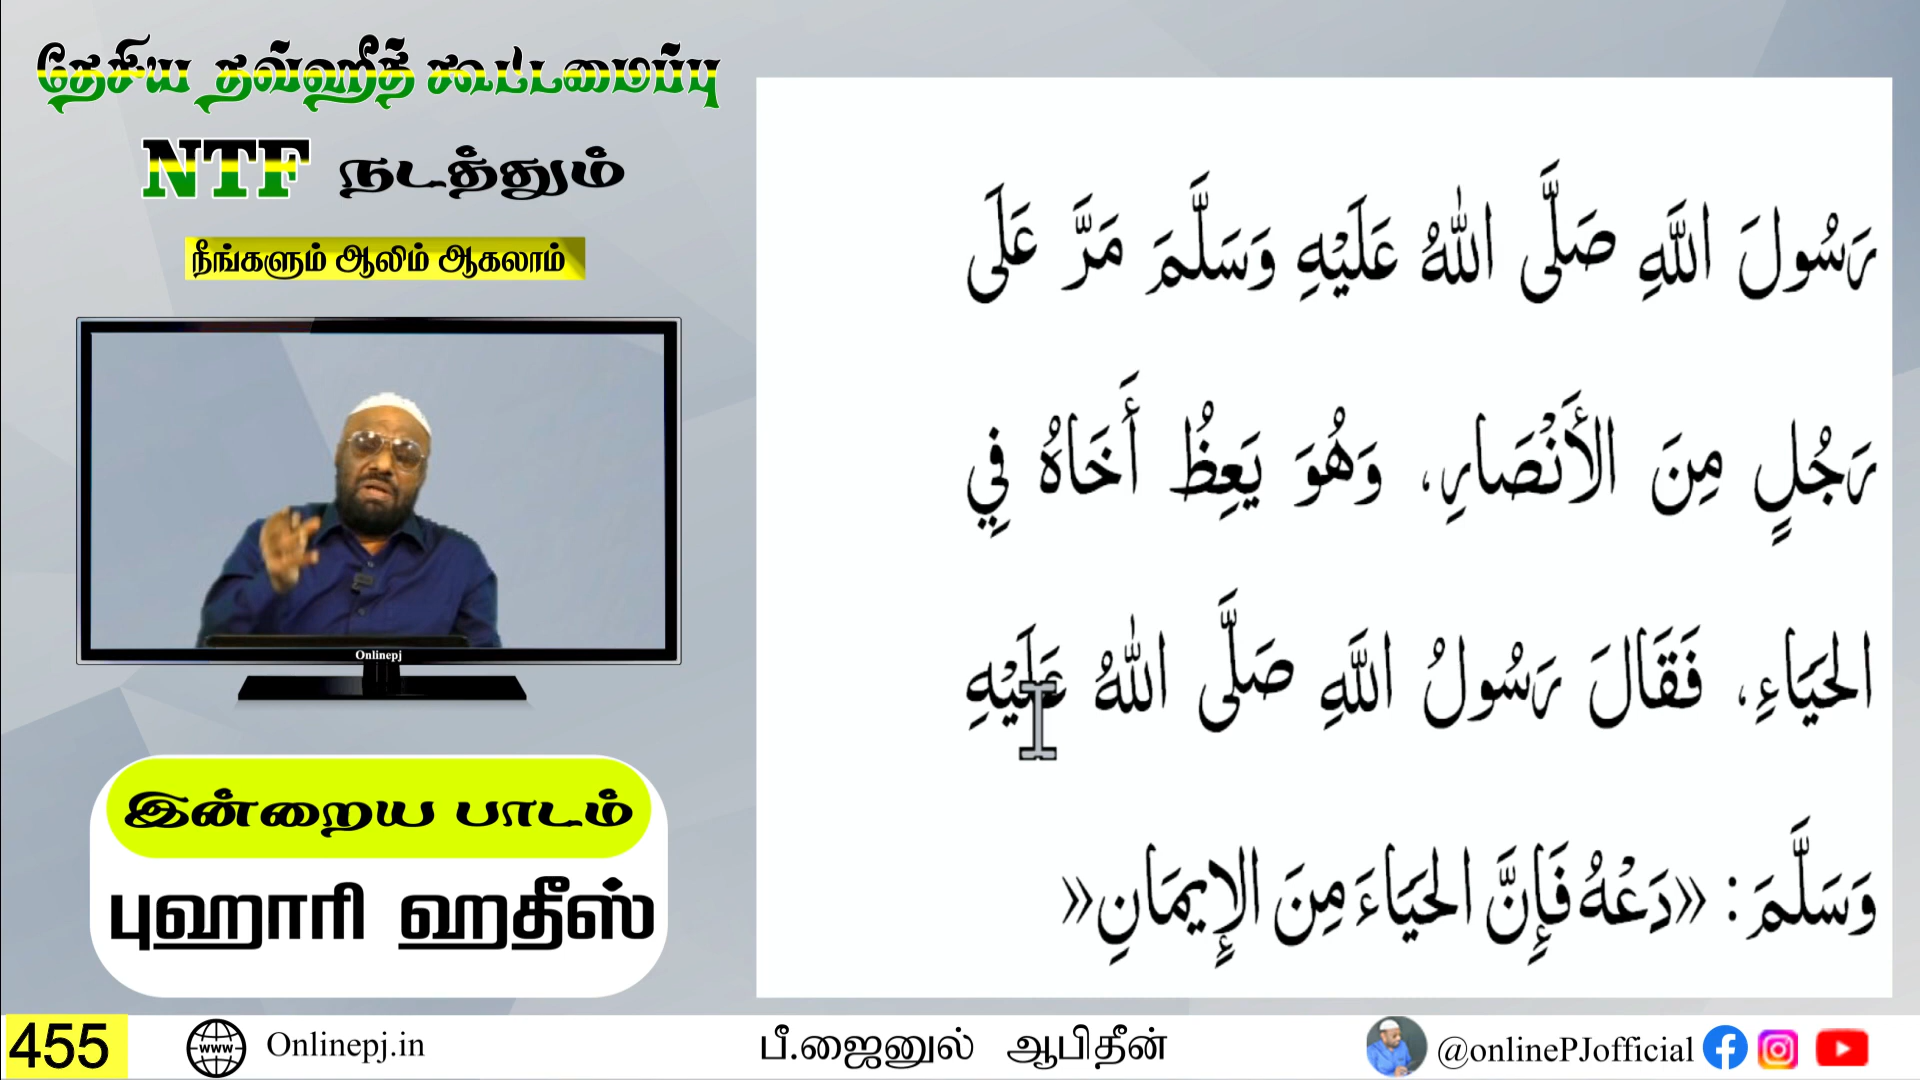 தேசிய தவ்ஹீத் கூட்டமைப்பு
NTF நடத்தும்
நீங்களும் ஆலிம் ஆகலாம்
Onlinepj
இன்றைய பாடம்
புஹாரி ஹதீஸ்
رَسُولَ اللَّهِ صَلَّى اللهُ عَلَيْهِ وَسَلَّمَ مَرَّ عَلَى
رَجُلٍ مِنَ الأَنْصَارِ، وَهُوَ يَعِظُ أَخَاهُ فِي
الحَيَاءِ، فَقَالَ رَسُولُ اللَّهِ صَلَّى اللهُ عَلَيْهِ
وَسَلَّمَ: «دَعْهُ فَإِنَّ الحَيَاءَ مِنَ الإِيمَانِ«
455
www
Onlinepj.in
பீ.ஜைனுல் ஆபிதீன்
@onlinePJofficial